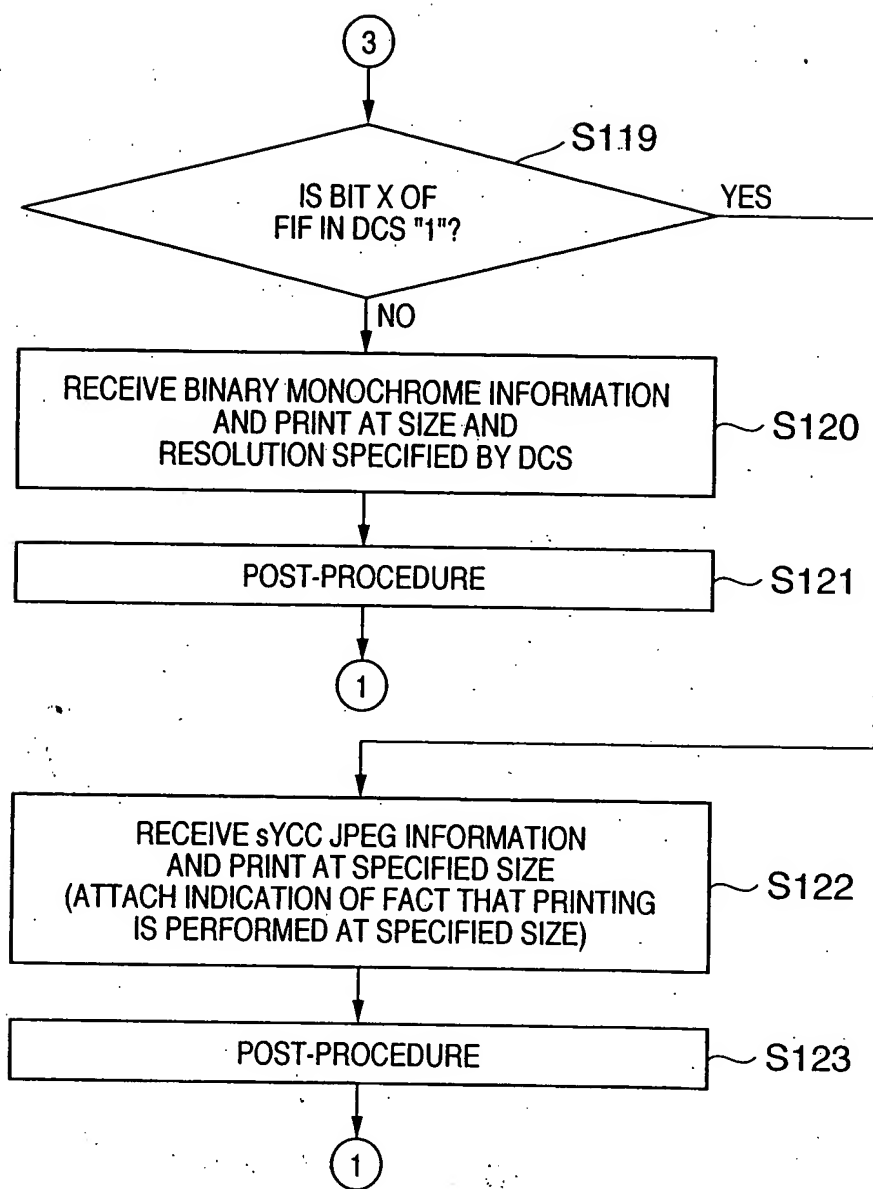 3
S119
IS BIT X OF
FIF IN DCS "1"?
YES
NO
RECEIVE BINARY MONOCHROME INFORMATION
AND PRINT AT SIZE AND
RESOLUTION SPECIFIED BY DCS
S120
POST-PROCEDURE
S121
1
RECEIVE sYCC JPEG INFORMATION
AND PRINT AT SPECIFIED SIZE
(ATTACH INDICATION OF FACT THAT PRINTING
IS PERFORMED AT SPECIFIED SIZE)
S122
POST-PROCEDURE
S123
1